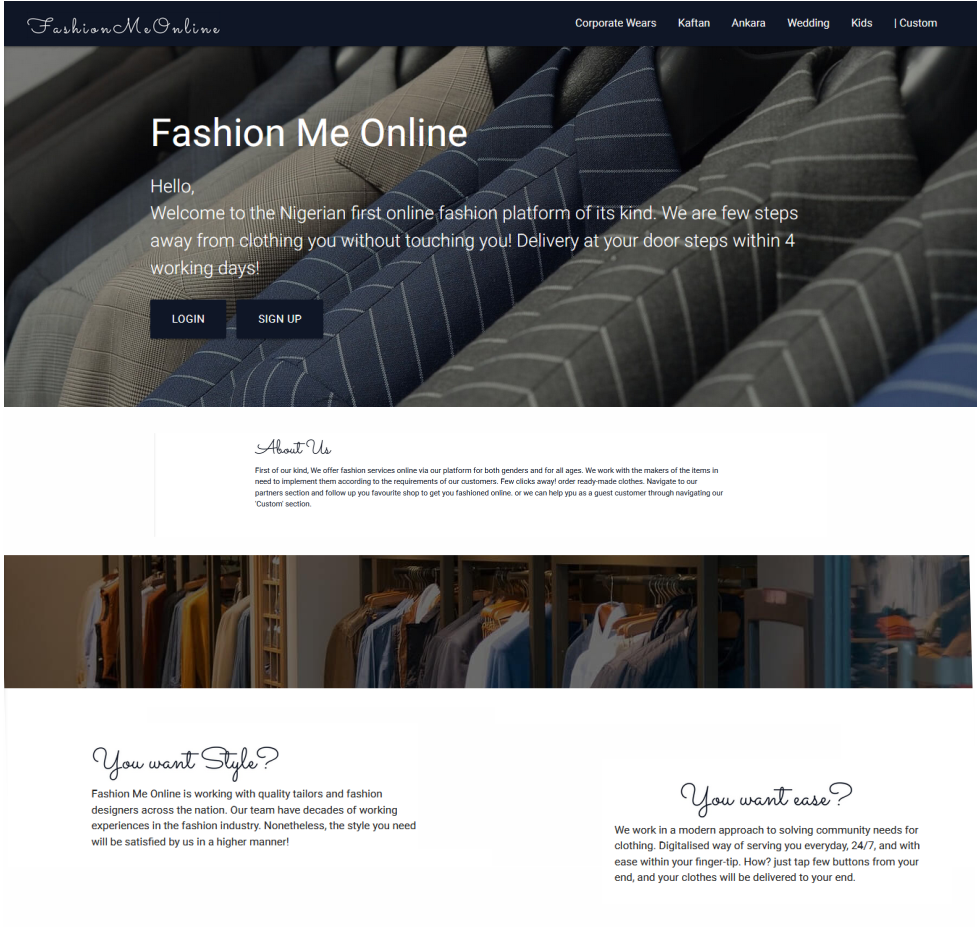 FashionMeOnline
Corporate Wears Kaftan Ankara Wedding Kids | Custom
Fashion Me Online
Hello,
Welcome to the Nigerian first online fashion platform of its kind. We are few steps
away from clothing you without touching you! Delivery at your door steps within 4
working days!
LOGIN SIGN UP
About Us
First of our kind, We offer fashion services online via our platform for both genders and for all ages. We work with the makers of the items in
need to implement them according to the requirements of our customers. Few clicks away! order ready-made clothes. Navigate to our
partners section and follow up you favourite shop to get you fashioned online. or we can help ypu as a guest customer through navigating our
'Custom' section.
You want Style?
Fashion Me Online is working with quality tailors and fashion
designers across the nation. Our team have decades of working
experiences in the fashion industry. Nonetheless, the style you need
will be satisfied by us in a higher manner!
You want ease?
We work in a modern approach to solving community needs for
clothing. Digitalised way of serving you everyday, 24/7, and with
ease within your finger-tip. How? just tap few buttons from your
end, and your clothes will be delivered to your end.